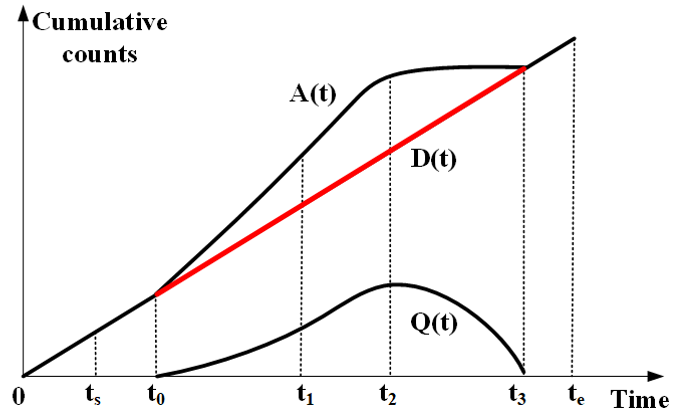 Cumulative
counts
A(t)
D(t)
Q(t)
0
tₛ
t₀
t₁
t₂
t₃
tₑ
Time